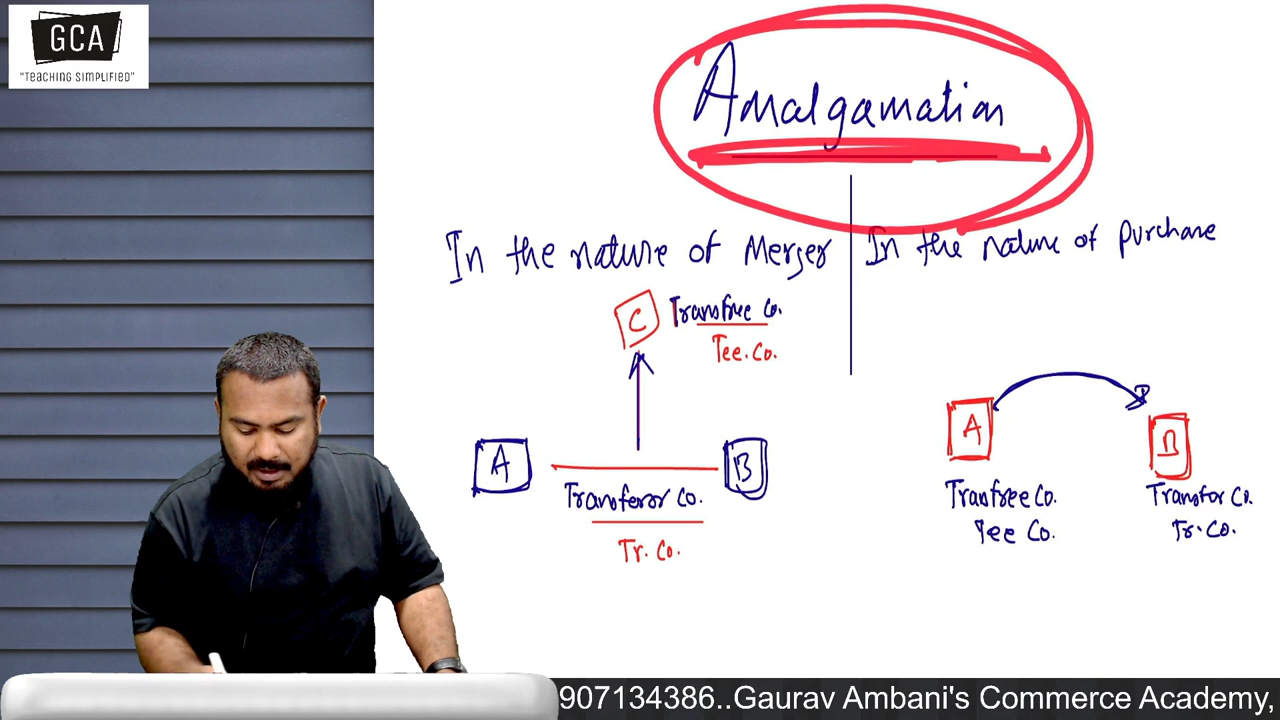 GCA
"TEACHING SIMPLIFIED"
Amalgamation
In the nature of Merger
In the nature of purchase
C
Transfree Co.
Tee. Co.
A
B
Transferor Co.
Tr. Co.
A
B
Tranfree Co.
Tee Co.
Transfor Co.
Tr. Co.
907134386..Gaurav Ambani's Commerce Academy,